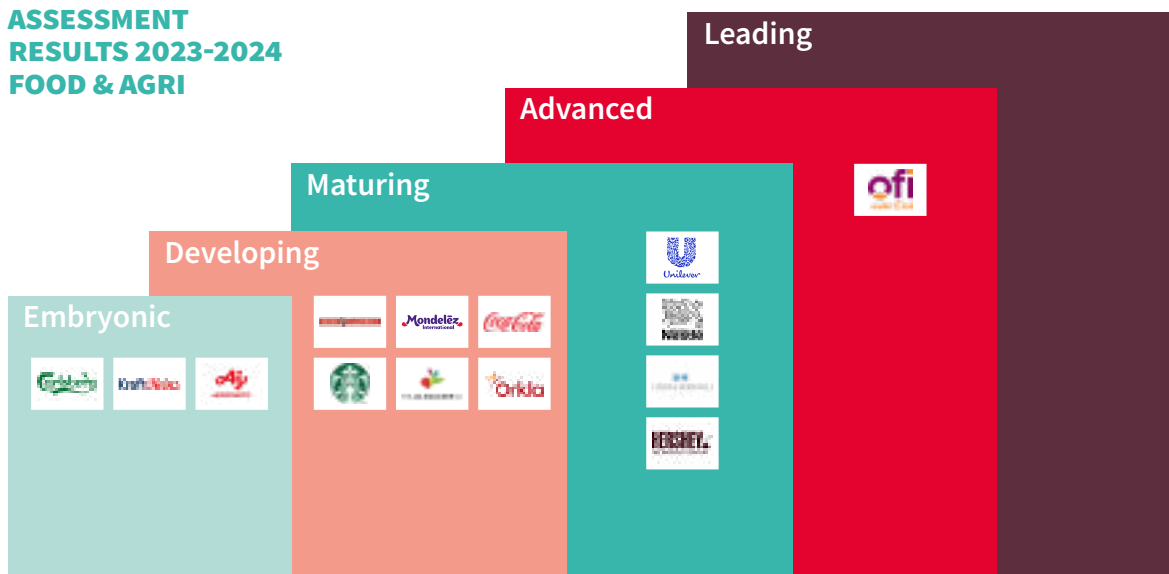 ASSESSMENT
RESULTS 2023-2024
FOOD & AGRI
Leading
Advanced
Maturing
ofi
Developing
Unilever
Embryonic
Mondelēz
International
Coca-Cola
Nestlé
Carlsberg
KraftHeinz
Orkla
HERSHEY